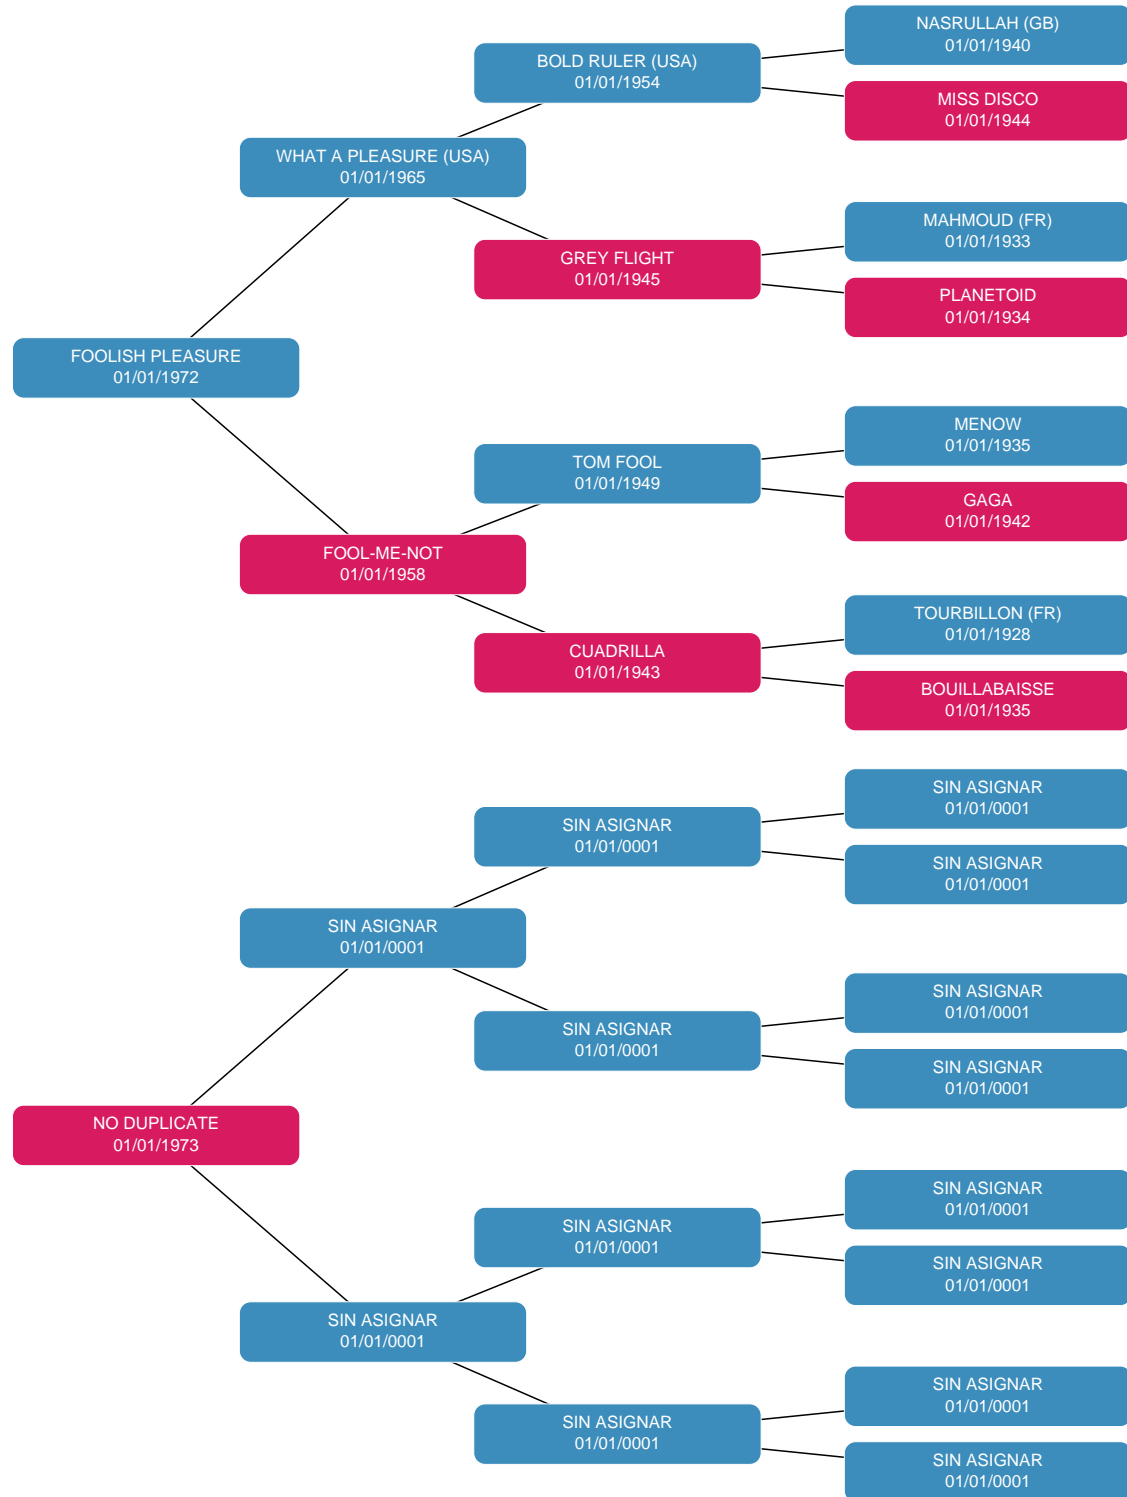 NASRULLAH (GB)
01/01/1940
BOLD RULER (USA)
01/01/1954
MISS DISCO
01/01/1944
WHAT A PLEASURE (USA)
01/01/1965
MAHMOUD (FR)
01/01/1933
GREY FLIGHT
01/01/1945
PLANETOID
01/01/1934
FOOLISH PLEASURE
01/01/1972
MENOW
01/01/1935
TOM FOOL
01/01/1949
GAGA
01/01/1942
FOOL-ME-NOT
01/01/1958
TOURBILLON (FR)
01/01/1928
CUADRILLA
01/01/1943
BOUILLABAISSE
01/01/1935
SIN ASIGNAR
01/01/0001
SIN ASIGNAR
01/01/0001
SIN ASIGNAR
01/01/0001
SIN ASIGNAR
01/01/0001
SIN ASIGNAR
01/01/0001
SIN ASIGNAR
01/01/0001
SIN ASIGNAR
01/01/0001
NO DUPLICATE
01/01/1973
SIN ASIGNAR
01/01/0001
SIN ASIGNAR
01/01/0001
SIN ASIGNAR
01/01/0001
SIN ASIGNAR
01/01/0001
SIN ASIGNAR
01/01/0001
SIN ASIGNAR
01/01/0001
SIN ASIGNAR
01/01/0001